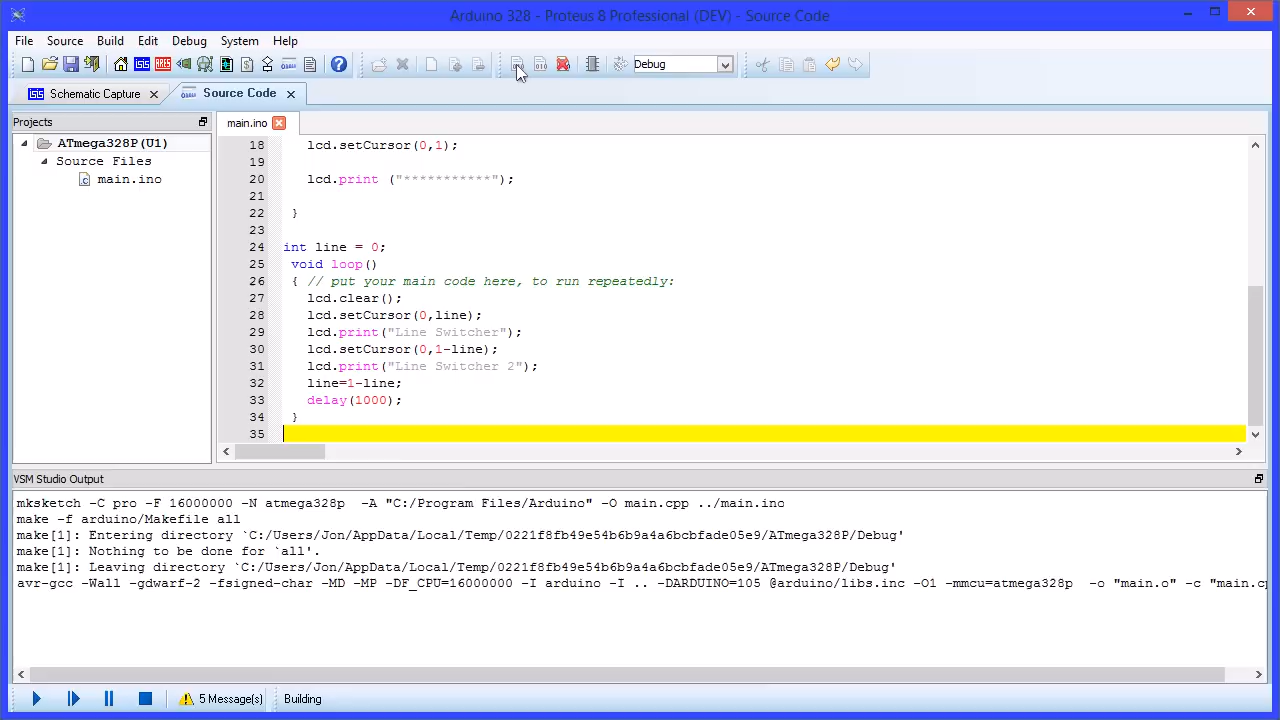 Arduino 328 - Proteus 8 Professional (DEV) - Source Code
File Source Build Edit Debug System Help
Debug
Schematic Capture Source Code
Projects
ATmega328P(U1)
Source Files
main.ino
main.ino
18 lcd.setCursor(0,1);
19
20 lcd.print ("***********");
21
22 }
23
24 int line = 0;
25 void loop()
26 { // put your main code here, to run repeatedly:
27 lcd.clear();
28 lcd.setCursor(0,line);
29 lcd.print("Line Switcher");
30 lcd.setCursor(0,1-line);
31 lcd.print("Line Switcher 2");
32 line=1-line;
33 delay(1000);
34 }
35
VSM Studio Output
mksketch -C pro -F 16000000 -N atmega328p -A "C:/Program Files/Arduino" -O main.cpp ../main.ino
make -f arduino/Makefile all
make[1]: Entering directory `C:/Users/Jon/AppData/Local/Temp/0221f8fb49e54b6b9a4a6bcbfade05e9/ATmega328P/Debug'
make[1]: Nothing to be done for `all'.
make[1]: Leaving directory `C:/Users/Jon/AppData/Local/Temp/0221f8fb49e54b6b9a4a6bcbfade05e9/ATmega328P/Debug'
avr-gcc -Wall -gdwarf-2 -fsigned-char -MD -MP -DF_CPU=16000000 -I arduino -I .. -DARDUINO=105 @arduino/libs.inc -O1 -mmcu=atmega328p -o "main.o" -c "main.cp
5 Message(s) Building